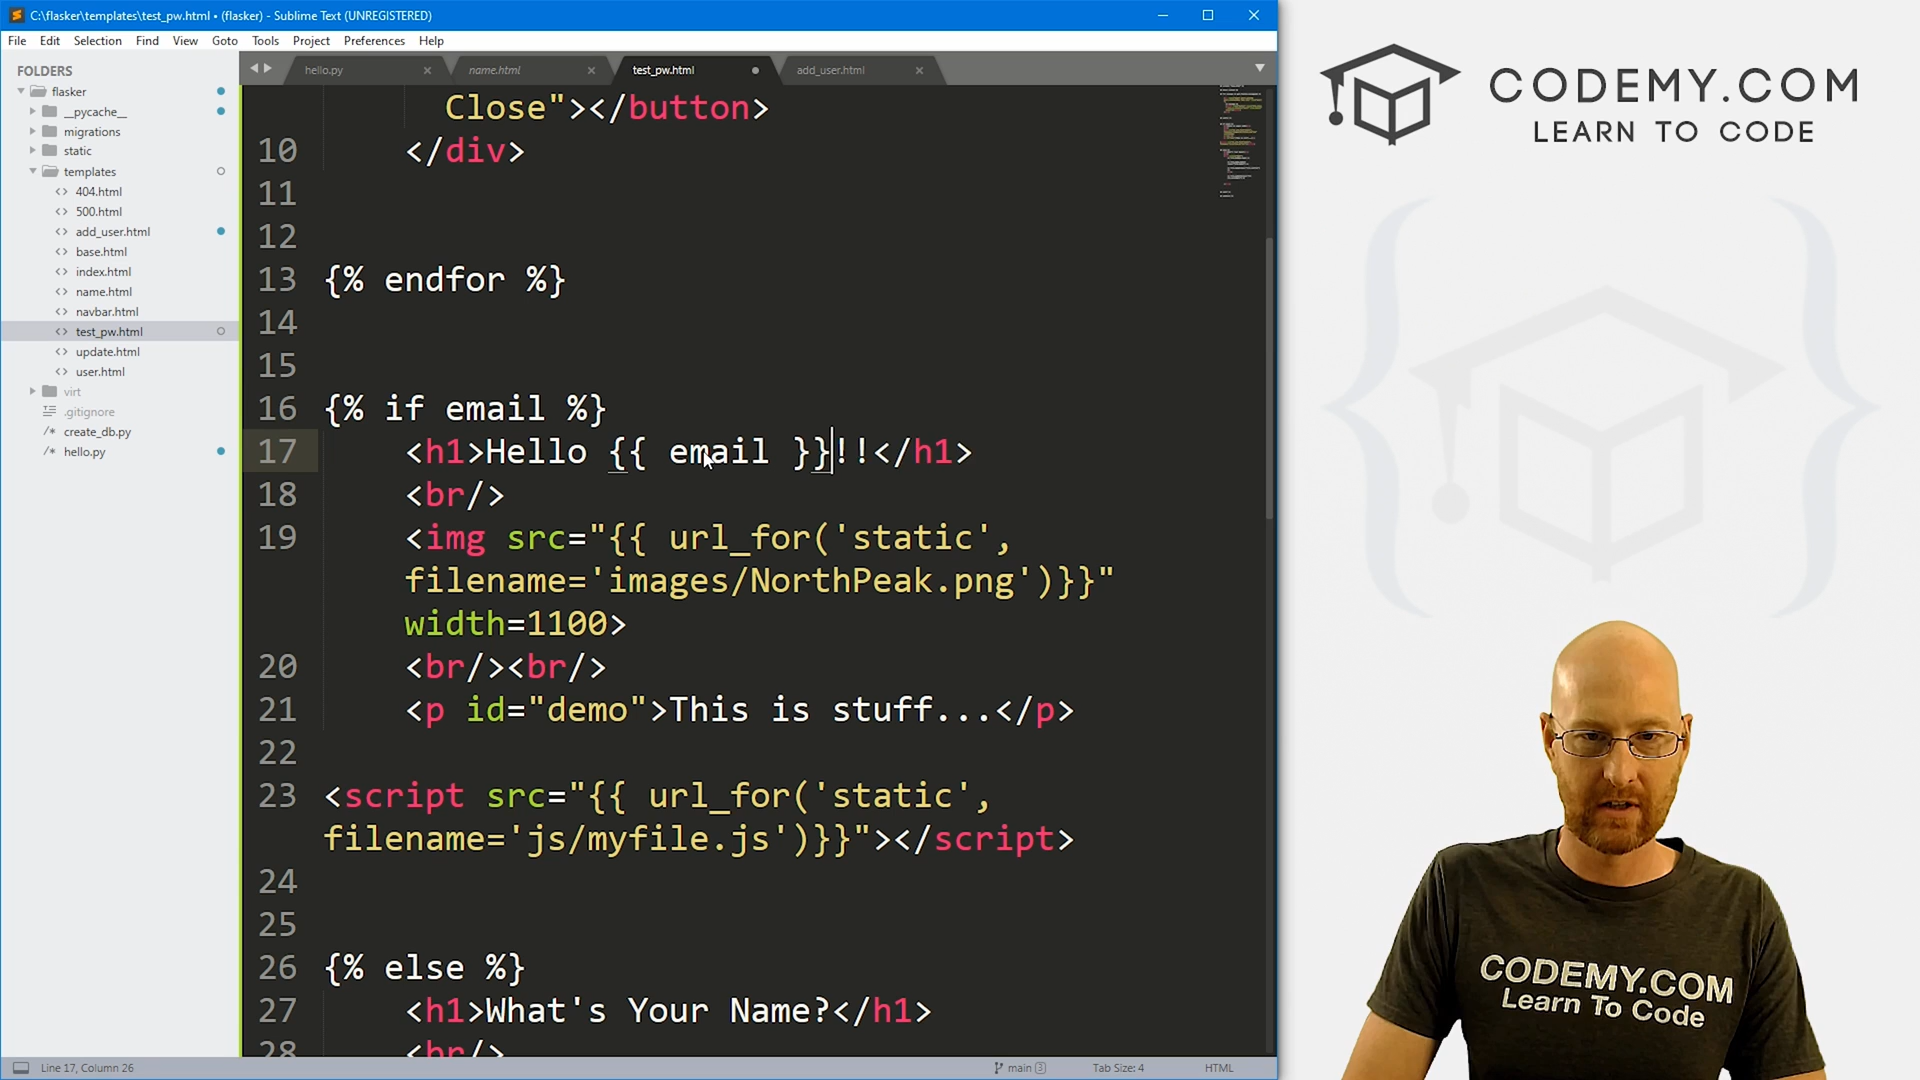 C:\flasker\templates\test_pw.html • (flasker) - Sublime Text (UNREGISTERED)
File Edit Selection Find View Goto Tools Project Preferences Help
FOLDERS
flasker
__pycache__
migrations
static
templates
404.html
500.html
add_user.html
base.html
index.html
name.html
navbar.html
test_pw.html
update.html
user.html
virt
.gitignore
create_db.py
hello.py
hello.py name.html test_pw.html add_user.html
Close"></button>
10 </div>
11
12
13 {% endfor %}
14
15
16 {% if email %}
17 <h1>Hello {{ email }}!!</h1>
18 <br/>
19 <img src="{{ url_for('static',
filename='images/NorthPeak.png')}}"
width=1100>
20 <br/><br/>
21 <p id="demo">This is stuff...</p>
22
23 <script src="{{ url_for('static',
filename='js/myfile.js')}}"></script>
24
25
26 {% else %}
27 <h1>What's Your Name?</h1>
28 <br/>
Line 17, Column 26 main 3 Tab Size: 4 HTML
CODEMY.COM
LEARN TO CODE
CODEMY.COM
Learn To Code